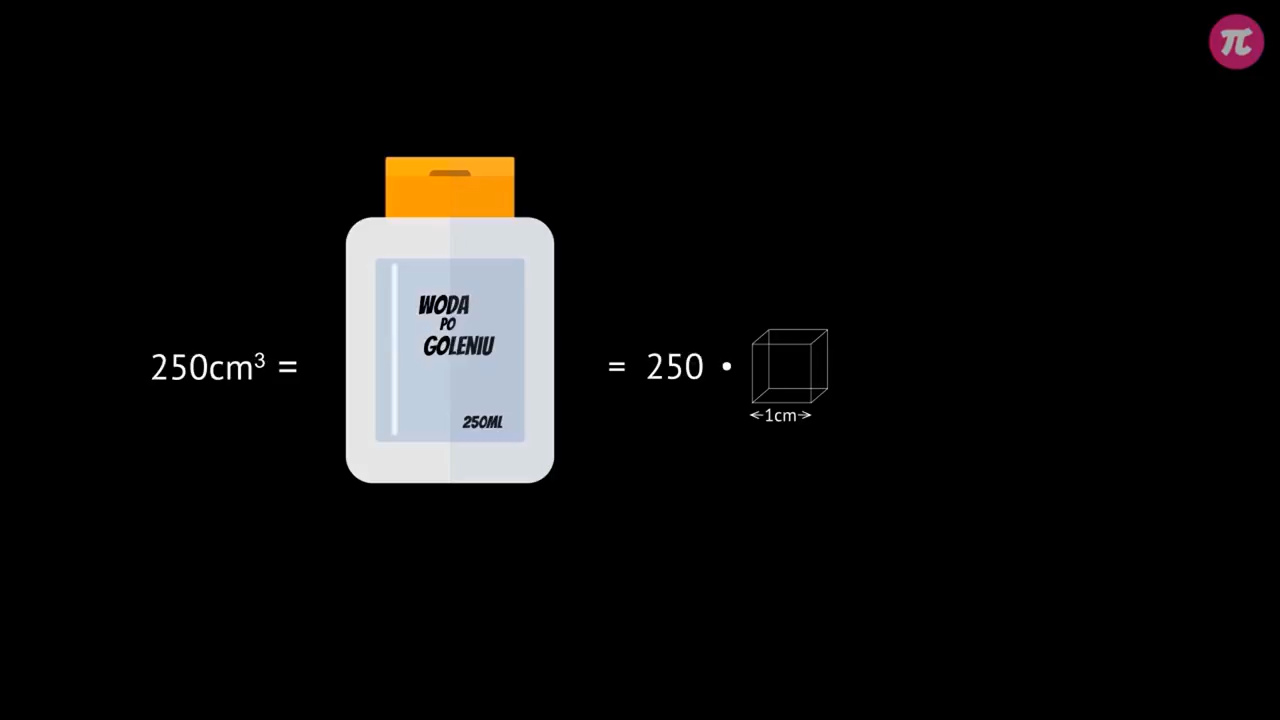 π
WODA
PO
GOLENIU
250ML
250cm³ =
= 250 •
←1cm→